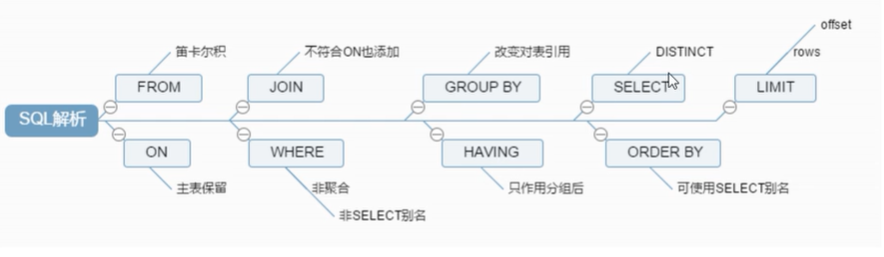 offset
笛卡尔积
不符合ON也添加
改变对表引用
DISTINCT
rows
FROM
JOIN
GROUP BY
SELECT
LIMIT
SQL解析
ON
WHERE
HAVING
ORDER BY
主表保留
非聚合
只作用分组后
可使用SELECT别名
非SELECT别名